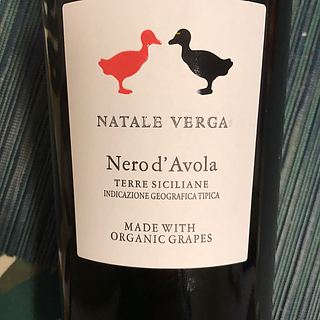 NATALE VERGA
Nero d'Avola
TERRE SICILIANE
INDICAZIONE GEOGRAFICA TIPICA
MADE WITH
ORGANIC GRAPES